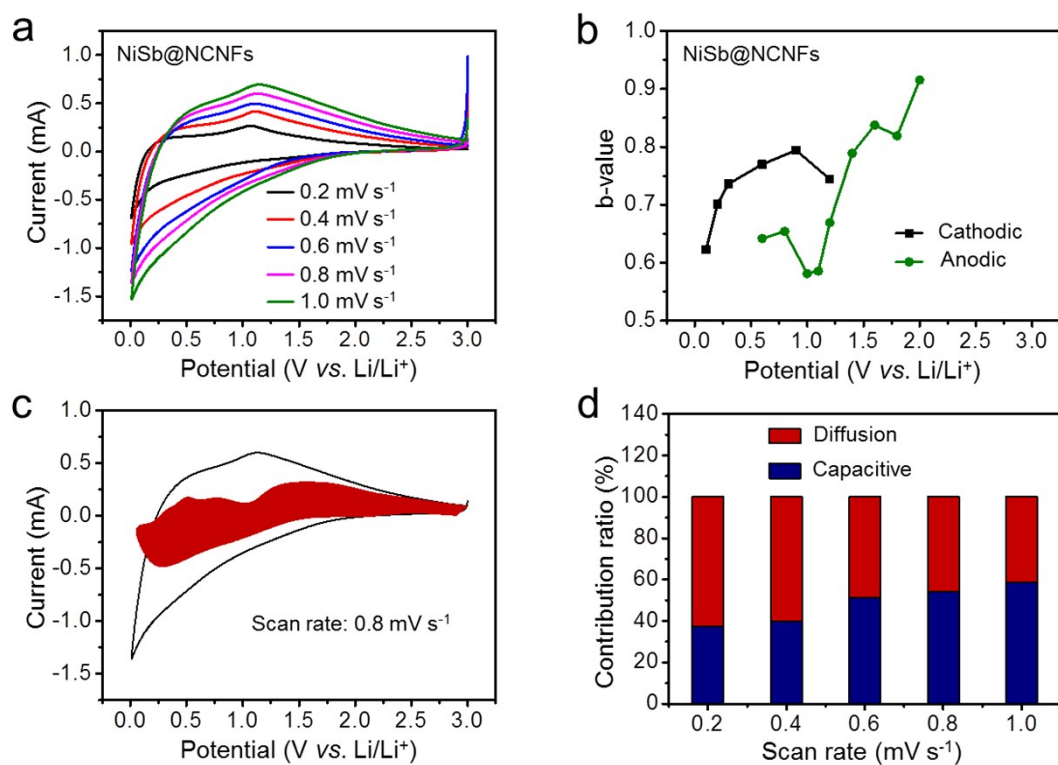 a
NiSb@NCNFs
1.0
0.5
0.0
-0.5
-1.0
-1.5
Current (mA)
0.2 mV s⁻¹
0.4 mV s⁻¹
0.6 mV s⁻¹
0.8 mV s⁻¹
1.0 mV s⁻¹
0.0 0.5 1.0 1.5 2.0 2.5 3.0
Potential (V vs. Li/Li⁺)
b
NiSb@NCNFs
1.0
0.9
0.8
0.7
0.6
0.5
b-value
Cathodic
Anodic
0.0 0.5 1.0 1.5 2.0 2.5 3.0
Potential (V vs. Li/Li⁺)
c
1.0
0.5
0.0
-0.5
-1.0
-1.5
Current (mA)
Scan rate: 0.8 mV s⁻¹
0.0 0.5 1.0 1.5 2.0 2.5 3.0
Potential (V vs. Li/Li⁺)
d
140
120
100
80
60
40
20
0
Contribution ratio (%)
Diffusion
Capacitive
0.2 0.4 0.6 0.8 1.0
Scan rate (mV s⁻¹)